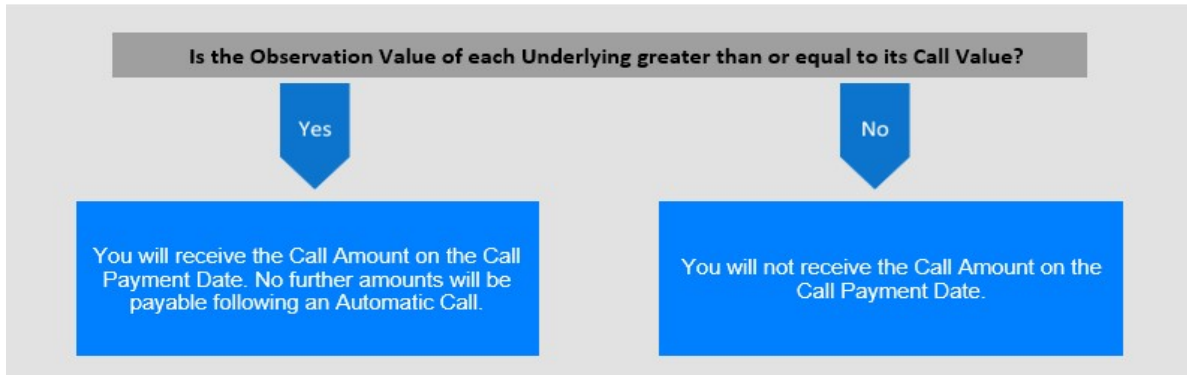 Is the Observation Value of each Underlying greater than or equal to its Call Value?
Yes
No
You will receive the Call Amount on the Call
Payment Date. No further amounts will be
payable following an Automatic Call.
You will not receive the Call Amount on the
Call Payment Date.